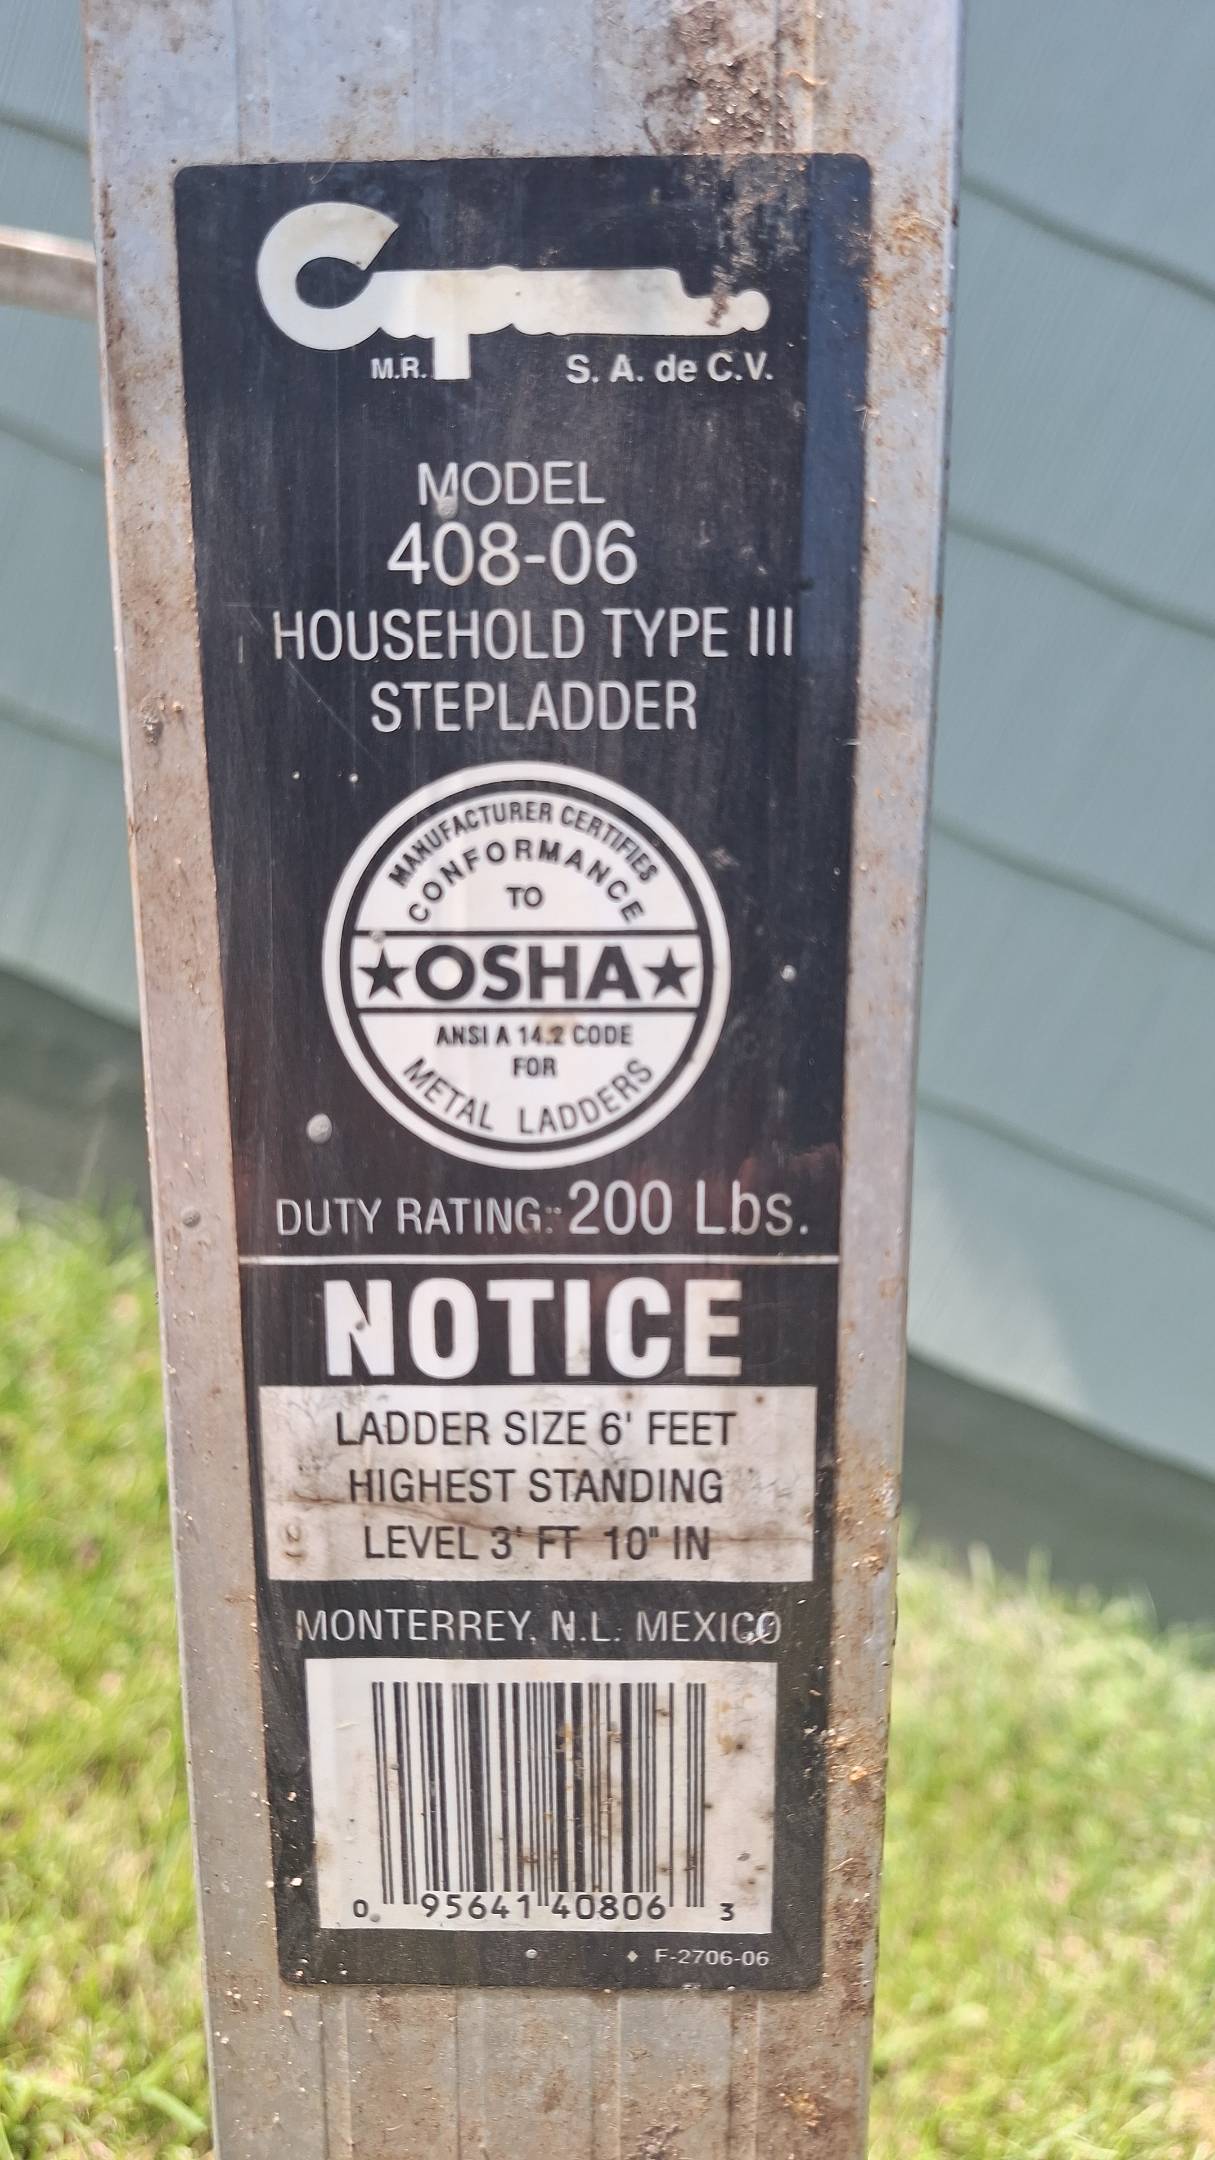 M.R. S. A. de C.V.
MODEL
408-06
HOUSEHOLD TYPE III
STEPLADDER
MANUFACTURER CERTIFIES
CONFORMANCE
TO
★OSHA★
ANSI A 14.2 CODE
FOR
METAL LADDERS
DUTY RATING: 200 Lbs.
NOTICE
LADDER SIZE 6' FEET
HIGHEST STANDING
LEVEL 3' FT 10" IN
MONTERREY, N.L. MEXICO
0 95641 40806 3
F-2706-06